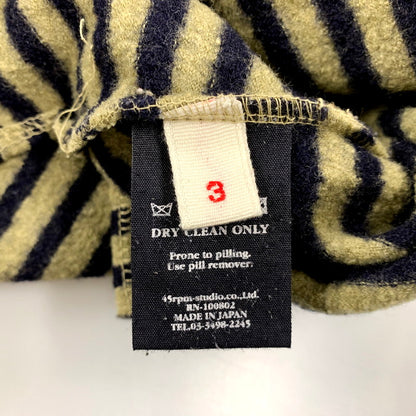 3
DRY CLEAN ONLY
Prone to pilling.
Use pill remover.
45rpm-studio.co.,Ltd.
RN-100802
MADE IN JAPAN
TEL.03-5498-2245